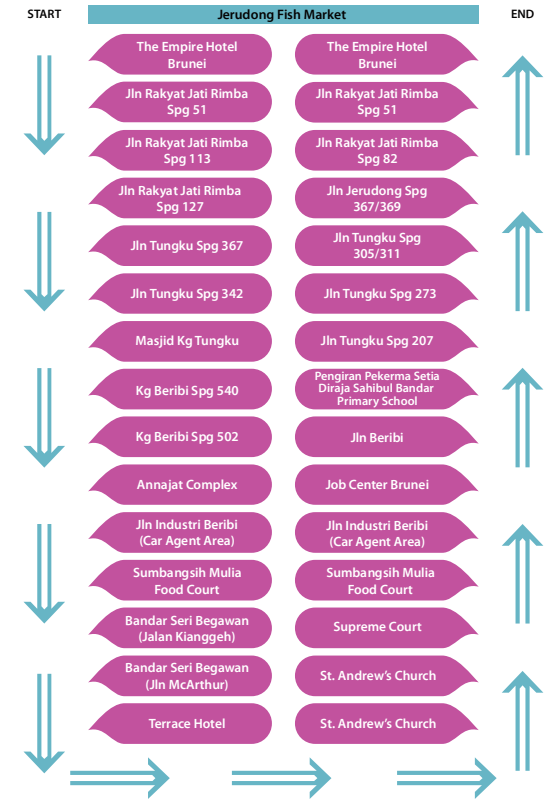 START
Jerudong Fish Market
END
The Empire Hotel
Brunei
The Empire Hotel
Brunei
Jln Rakyat Jati Rimba
Spg 51
Jln Rakyat Jati Rimba
Spg 51
Jln Rakyat Jati Rimba
Spg 113
Jln Rakyat Jati Rimba
Spg 82
Jln Rakyat Jati Rimba
Spg 127
Jln Jerudong Spg
367/369
Jln Tungku Spg 367
Jln Tungku Spg
305/311
Jln Tungku Spg 342
Jln Tungku Spg 273
Masjid Kg Tungku
Jln Tungku Spg 207
Kg Beribi Spg 540
Pengiran Pekerma Setia
Diraja Sahibul Bandar
Primary School
Kg Beribi Spg 502
Jln Beribi
Annajat Complex
Job Center Brunei
Jln Industri Beribi
(Car Agent Area)
Jln Industri Beribi
(Car Agent Area)
Sumbangsih Mulia
Food Court
Sumbangsih Mulia
Food Court
Bandar Seri Begawan
(Jalan Kianggeh)
Supreme Court
Bandar Seri Begawan
(Jln McArthur)
St. Andrew's Church
Terrace Hotel
St. Andrew's Church